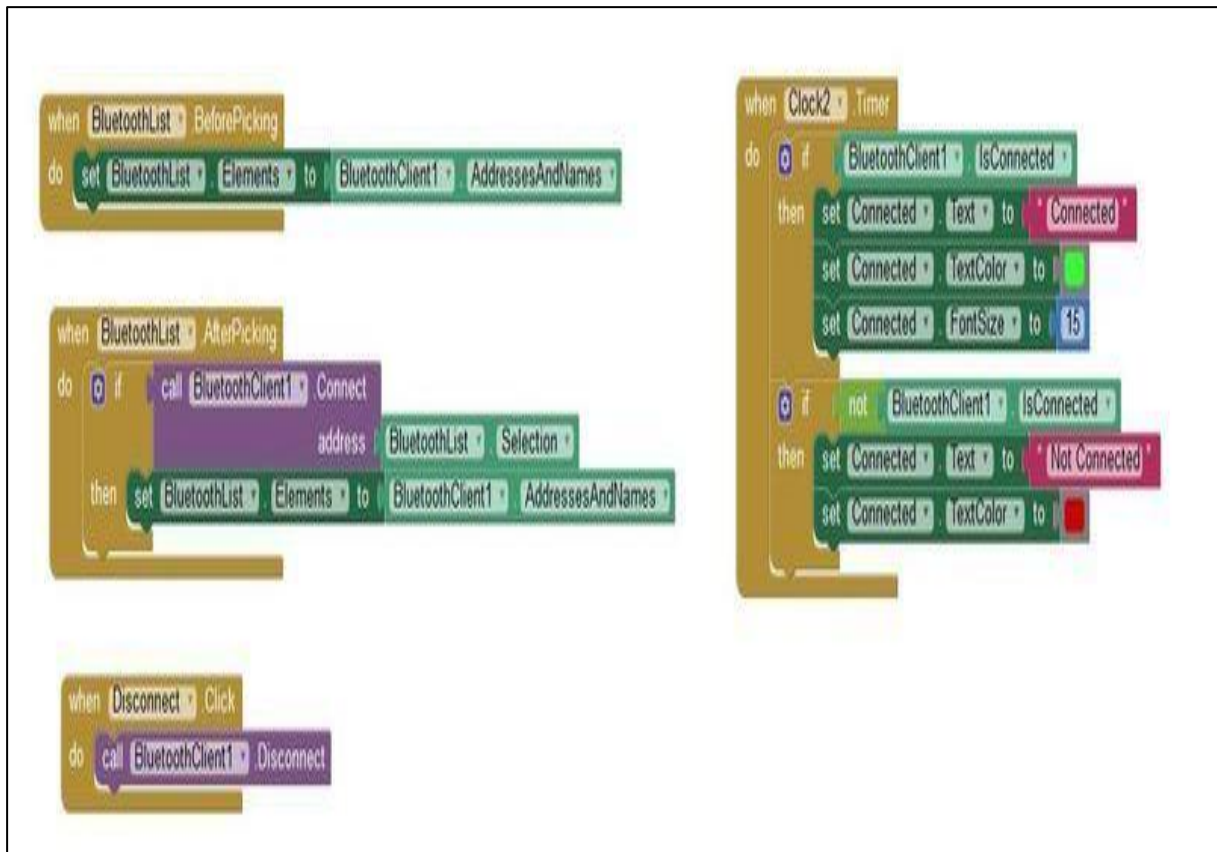 when BluetoothList .BeforePicking
do set BluetoothList . Elements to BluetoothClient1 . AddressesAndNames
when BluetoothList .AfterPicking
do if call BluetoothClient1 .Connect
address BluetoothList . Selection
then set BluetoothList . Elements to BluetoothClient1 . AddressesAndNames
when Disconnect .Click
do call BluetoothClient1 .Disconnect
when Clock2 .Timer
do if BluetoothClient1 . IsConnected
then set Connected . Text to " Connected "
set Connected . TextColor to
set Connected . FontSize to 15
if not BluetoothClient1 . IsConnected
then set Connected . Text to " Not Connected "
set Connected . TextColor to